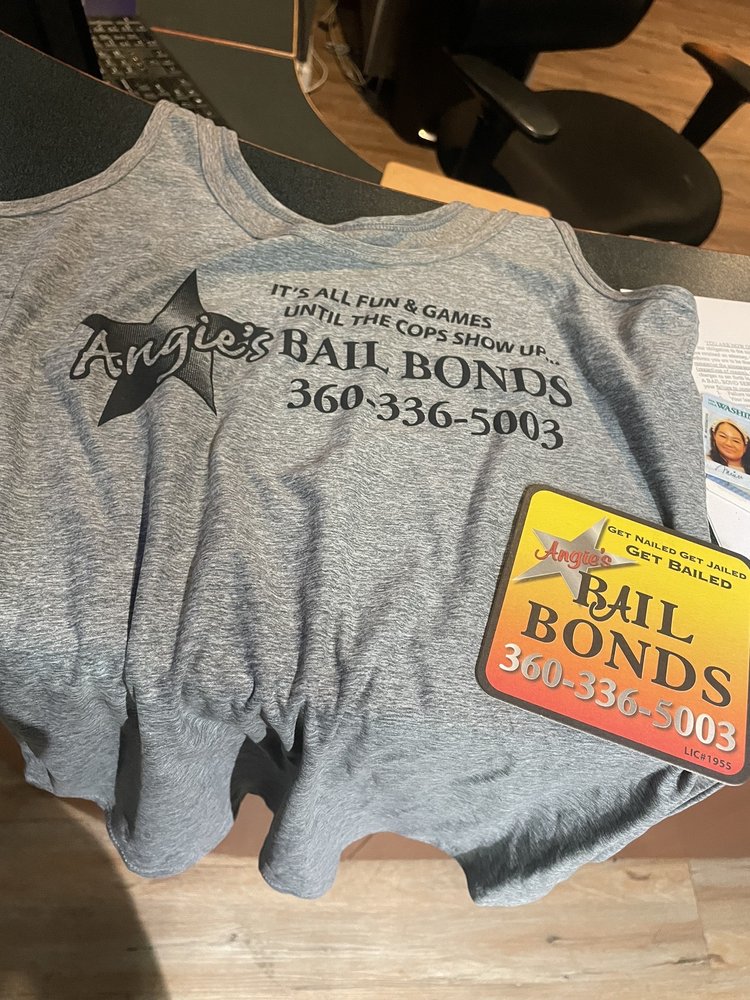 IT'S ALL FUN & GAMES
UNTIL THE COPS SHOW UP...
Angie's BAIL BONDS
360-336-5003
WASHIN
GET NAILED GET JAILED
GET BAILED
Angie's
BAIL
BONDS
360-336-5003
LIC#1955